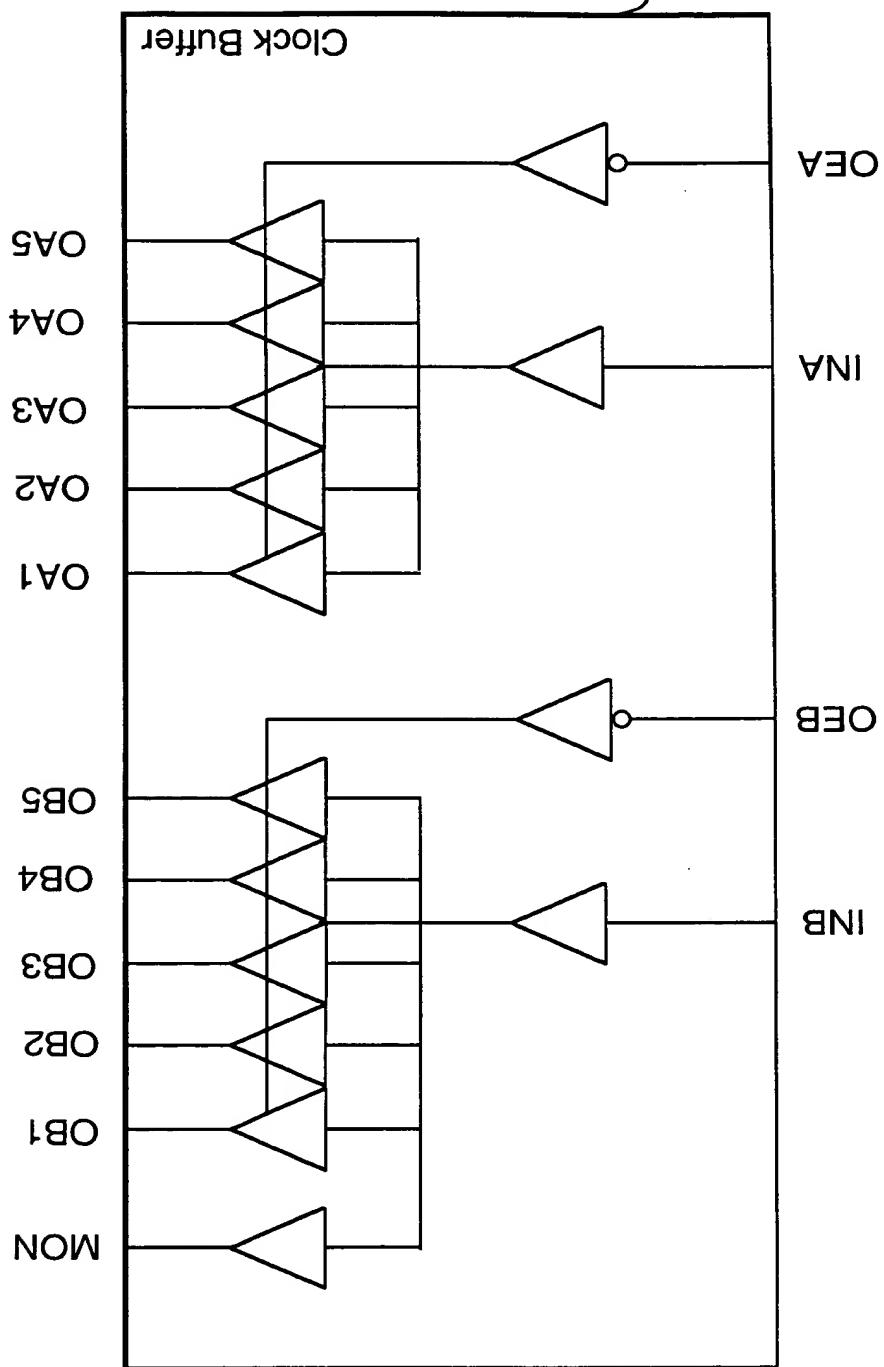 INB
OEB
INA
OEA
MON
OB1
OB2
OB3
OB4
OB5
OA1
OA2
OA3
OA4
OA5
Clock Buffer